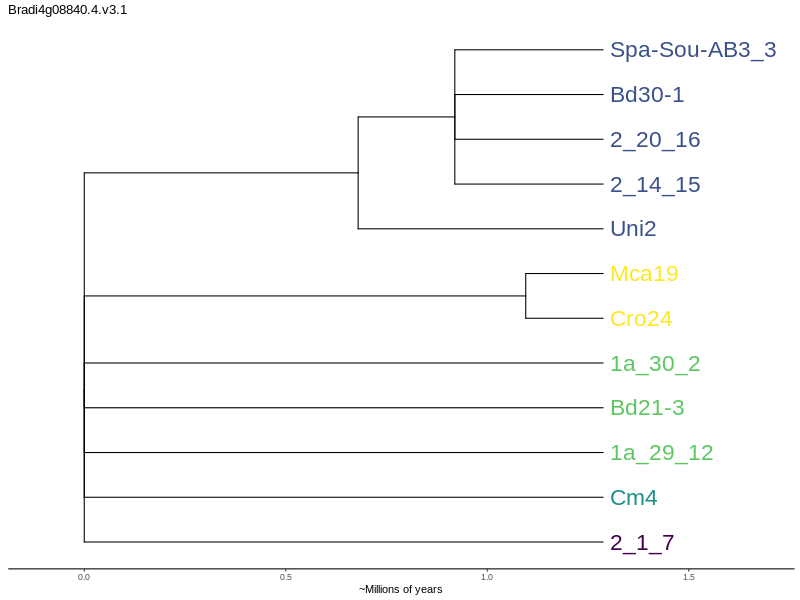 Bradi4g08840.4.v3.1
Spa-Sou-AB3_3
Bd30-1
2_20_16
2_14_15
Uni2
Mca19
Cro24
1a_30_2
Bd21-3
1a_29_12
Cm4
2_1_7
0.0 0.5 1.0 1.5
~Millions of years